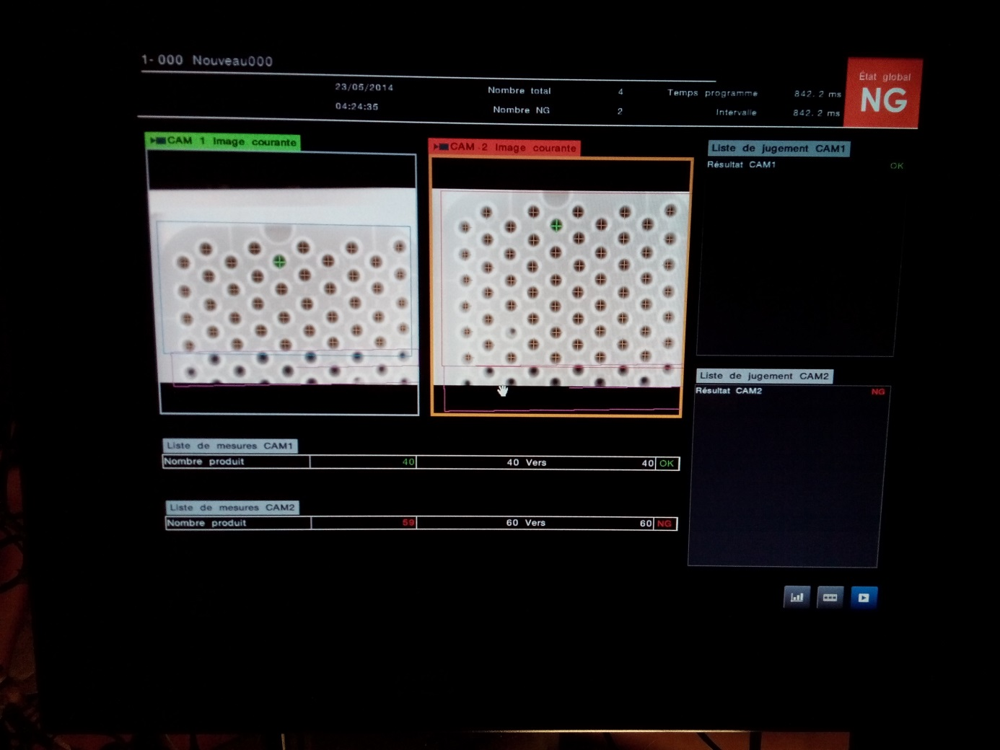 1- 000 Nouveau000
État global
NG
23/05/2014
04:24:35
Nombre total 4
Nombre NG 2
Temps programme 842. 2 ms
Intervalle 842. 2 ms
CAM 1 Image courante
CAM 2 Image courante
Liste de jugement CAM1
Résultat CAM1 OK
Liste de jugement CAM2
Résultat CAM2 NG
Liste de mesures CAM1
Nombre produit 40 40 Vers 40 OK
Liste de mesures CAM2
Nombre produit 59 60 Vers 60 NG